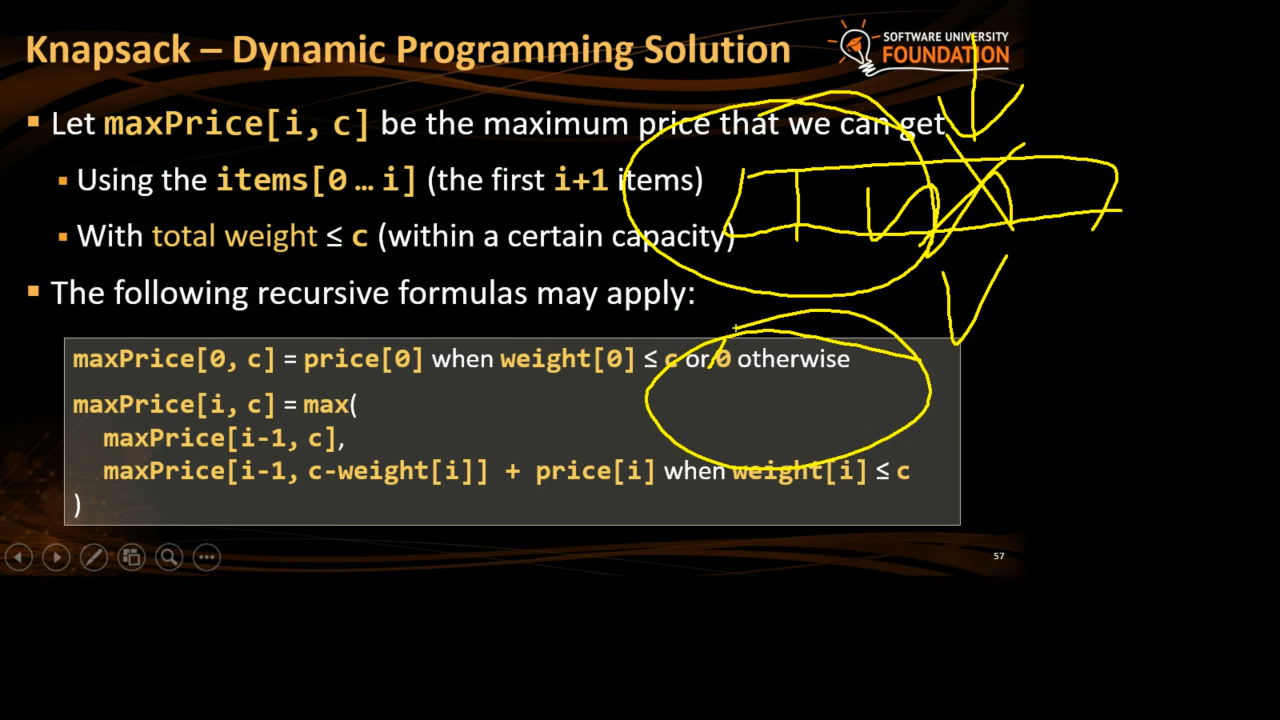 Knapsack – Dynamic Programming Solution
SOFTWARE UNIVERSITY
FOUNDATION
Let maxPrice[i, c] be the maximum price that we can get
Using the items[0 … i] (the first i+1 items)
With total weight ≤ c (within a certain capacity)
The following recursive formulas may apply:
maxPrice[0, c] = price[0] when weight[0] ≤ c or 0 otherwise
maxPrice[i, c] = max(
maxPrice[i-1, c],
maxPrice[i-1, c-weight[i]] + price[i] when weight[i] ≤ c
)
57